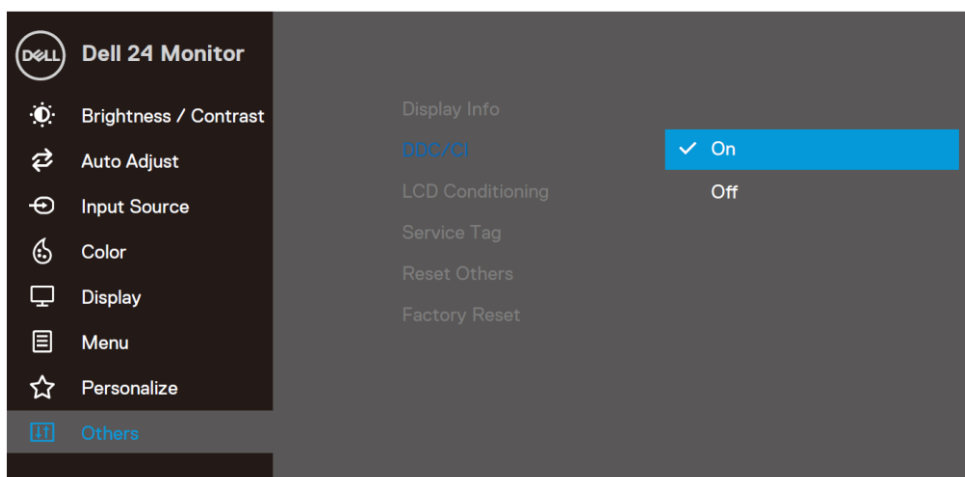 DELL Dell 24 Monitor
Brightness / Contrast
Auto Adjust
Input Source
Color
Display
Menu
Personalize
Others
Display Info
DDC/CI
LCD Conditioning
Service Tag
Reset Others
Factory Reset
On
Off